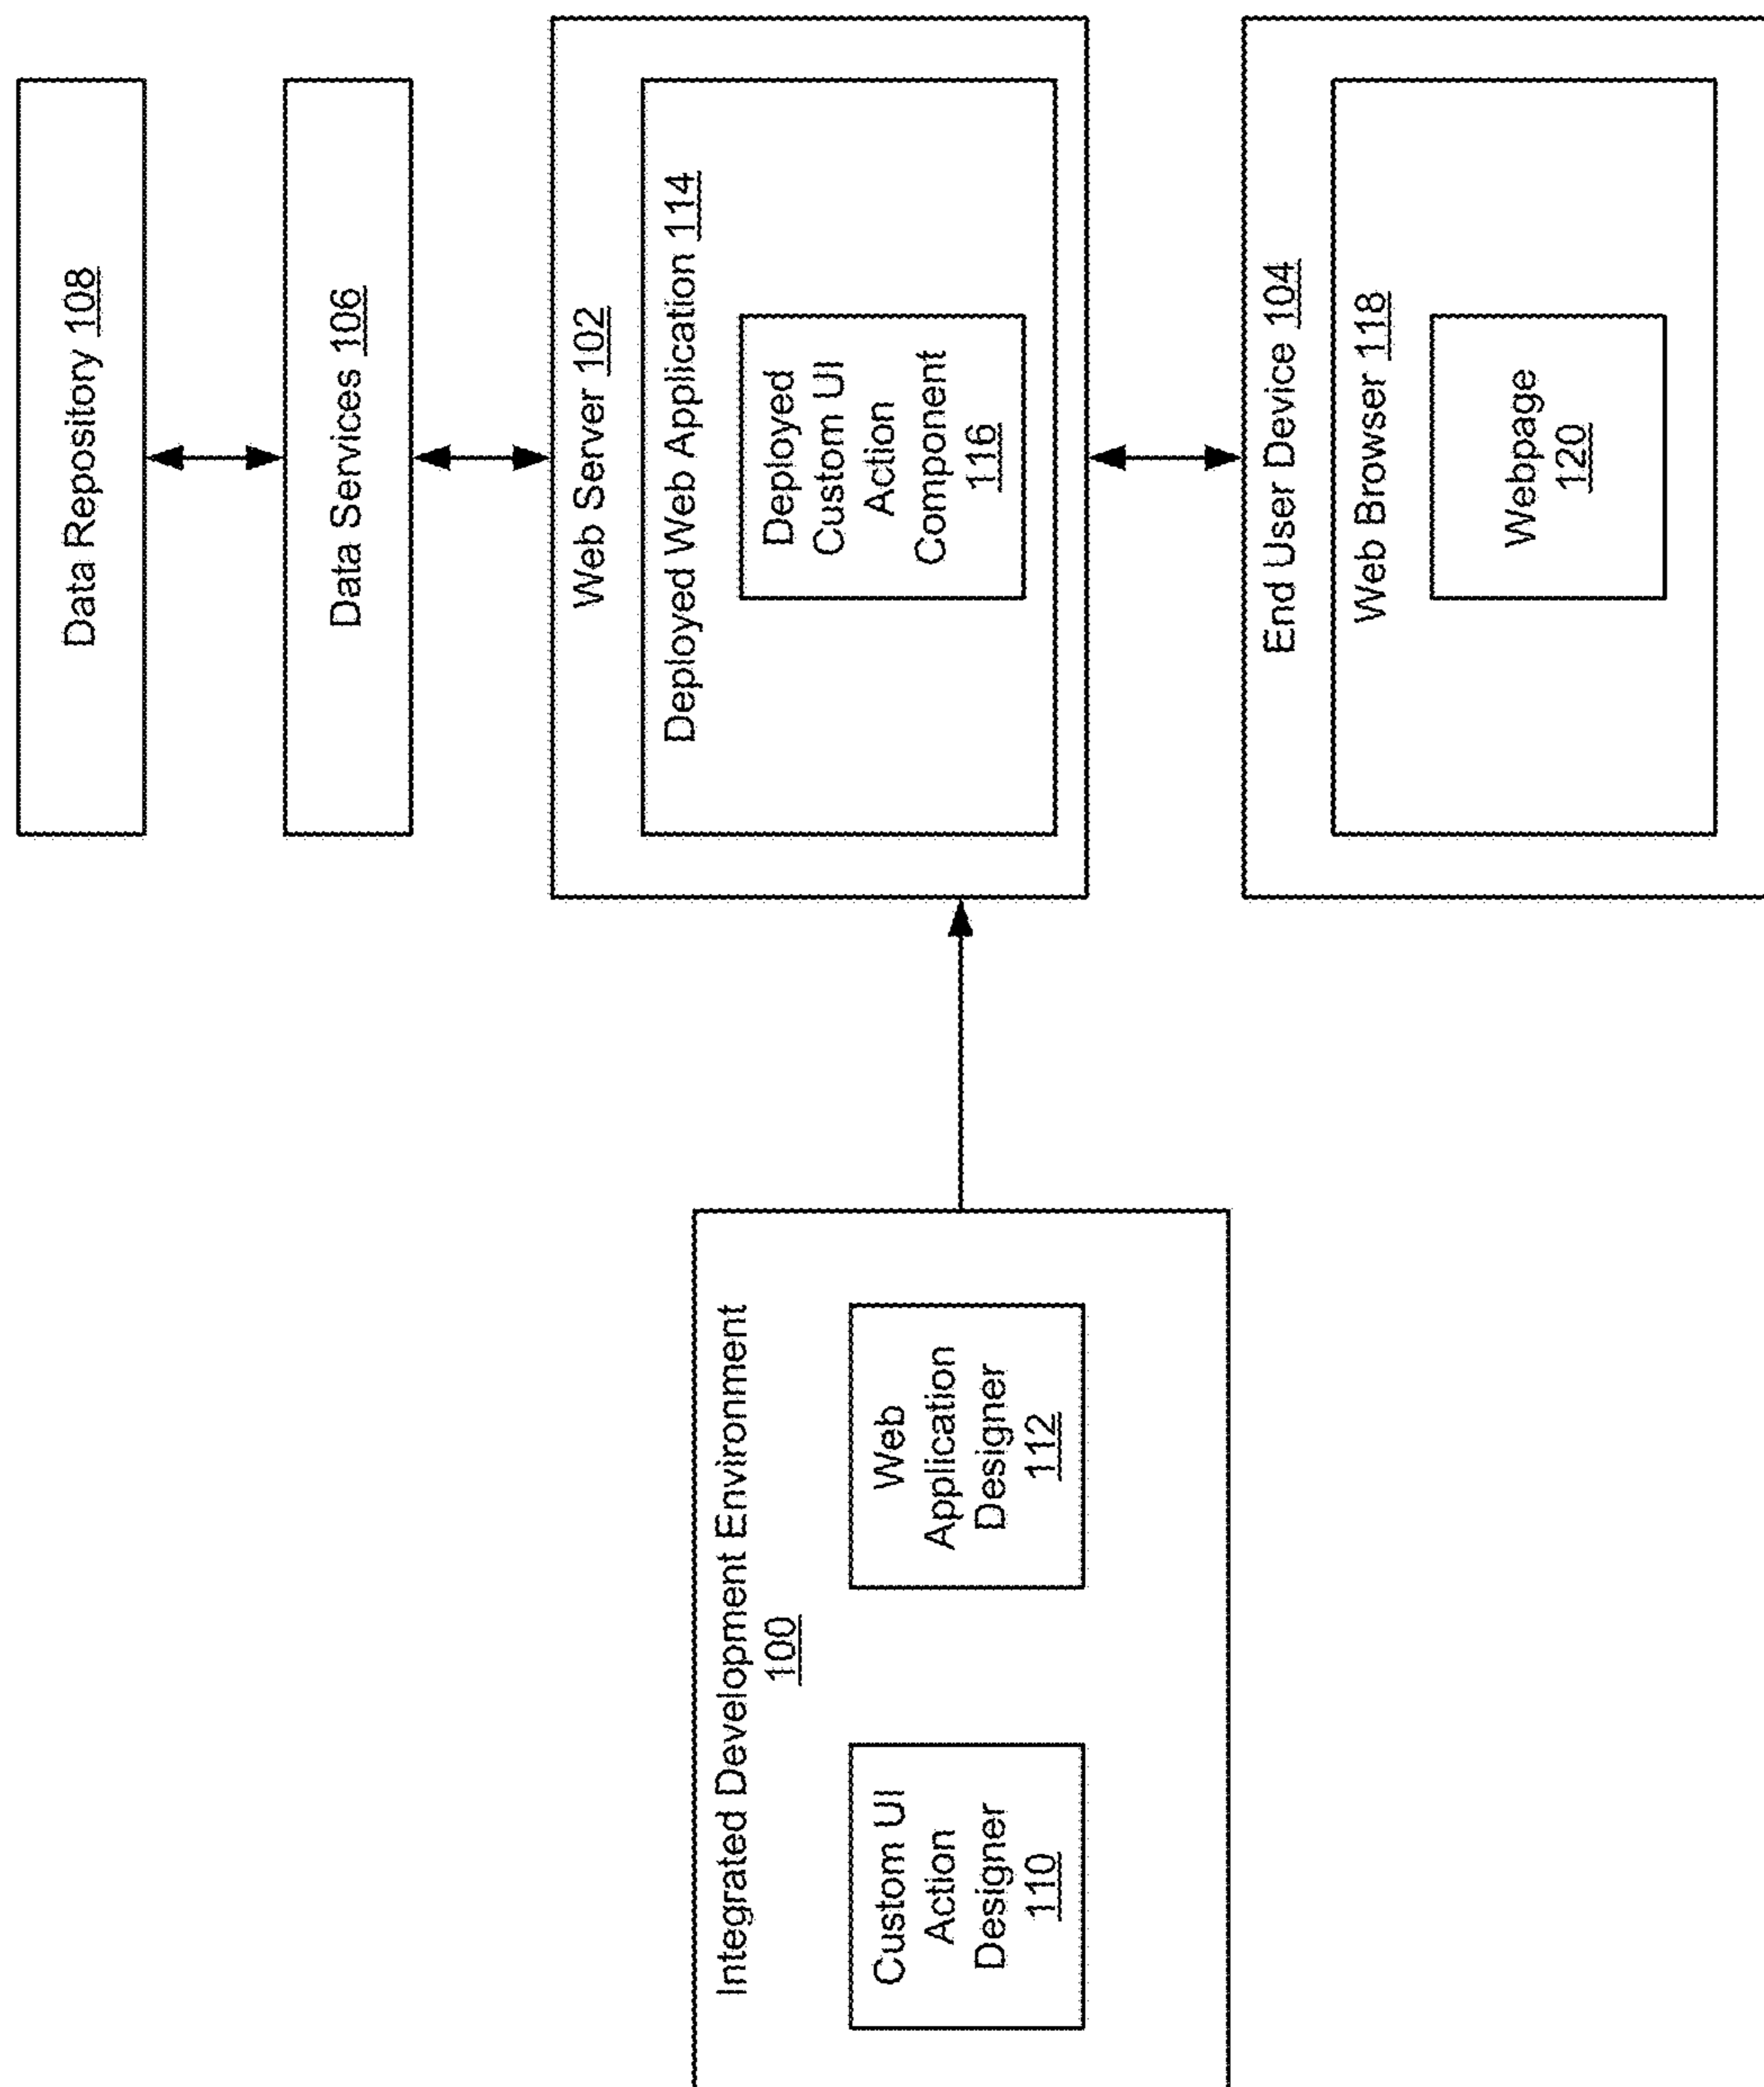 Data Repository 108
Data Services 106
Web Server 102
Deployed Web Application 114
Deployed
Custom UI
Action
Component
116
End User Device 104
Web Browser 118
Webpage
120
Integrated Development Environment
100
Custom UI
Action
Designer
110
Web
Application
Designer
112